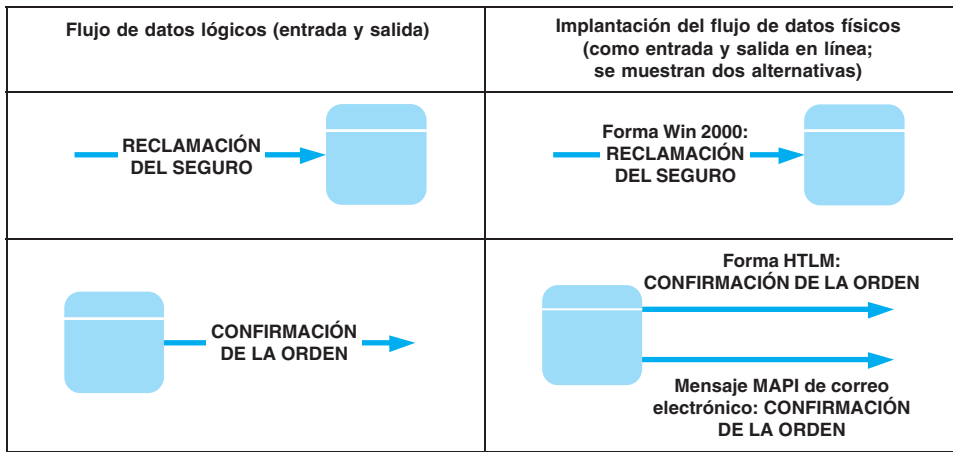 Flujo de datos lógicos (entrada y salida)
Implantación del flujo de datos físicos
(como entrada y salida en línea;
se muestran dos alternativas)
RECLAMACIÓN
DEL SEGURO
Forma Win 2000:
RECLAMACIÓN
DEL SEGURO
CONFIRMACIÓN
DE LA ORDEN
Forma HTLM:
CONFIRMACIÓN DE LA ORDEN
Mensaje MAPI de correo
electrónico: CONFIRMACIÓN
DE LA ORDEN